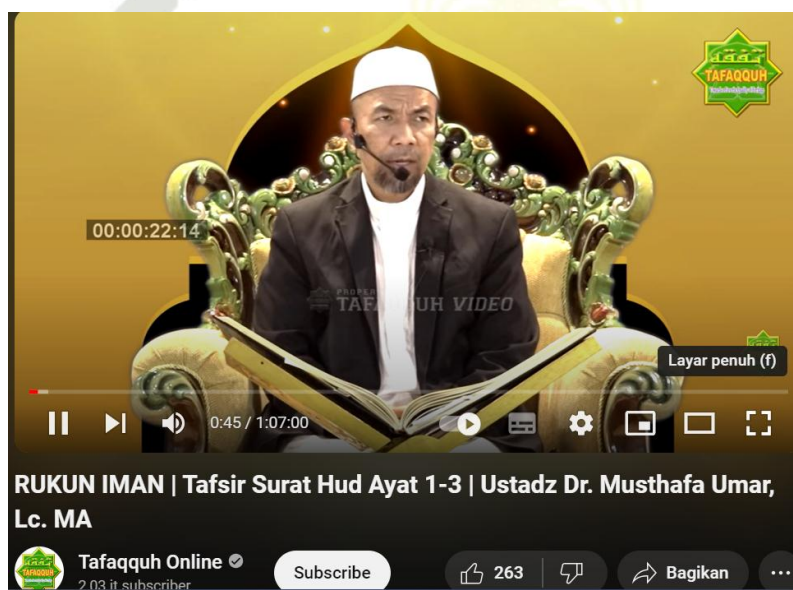 TAFAQQUH
00:00:22:14
TAFAQQUH VIDEO
Layar penuh (f)
0:45 / 1:07:00
RUKUN IMAN | Tafsir Surat Hud Ayat 1-3 | Ustadz Dr. Musthafa Umar,
Lc. MA
Tafaqquh Online
2,03 jt subscriber
Subscribe
263
Bagikan